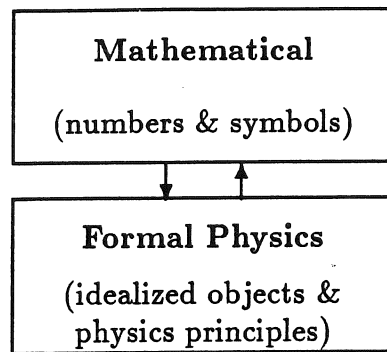 Mathematical
(numbers & symbols)
Formal Physics
(idealized objects &
physics principles)